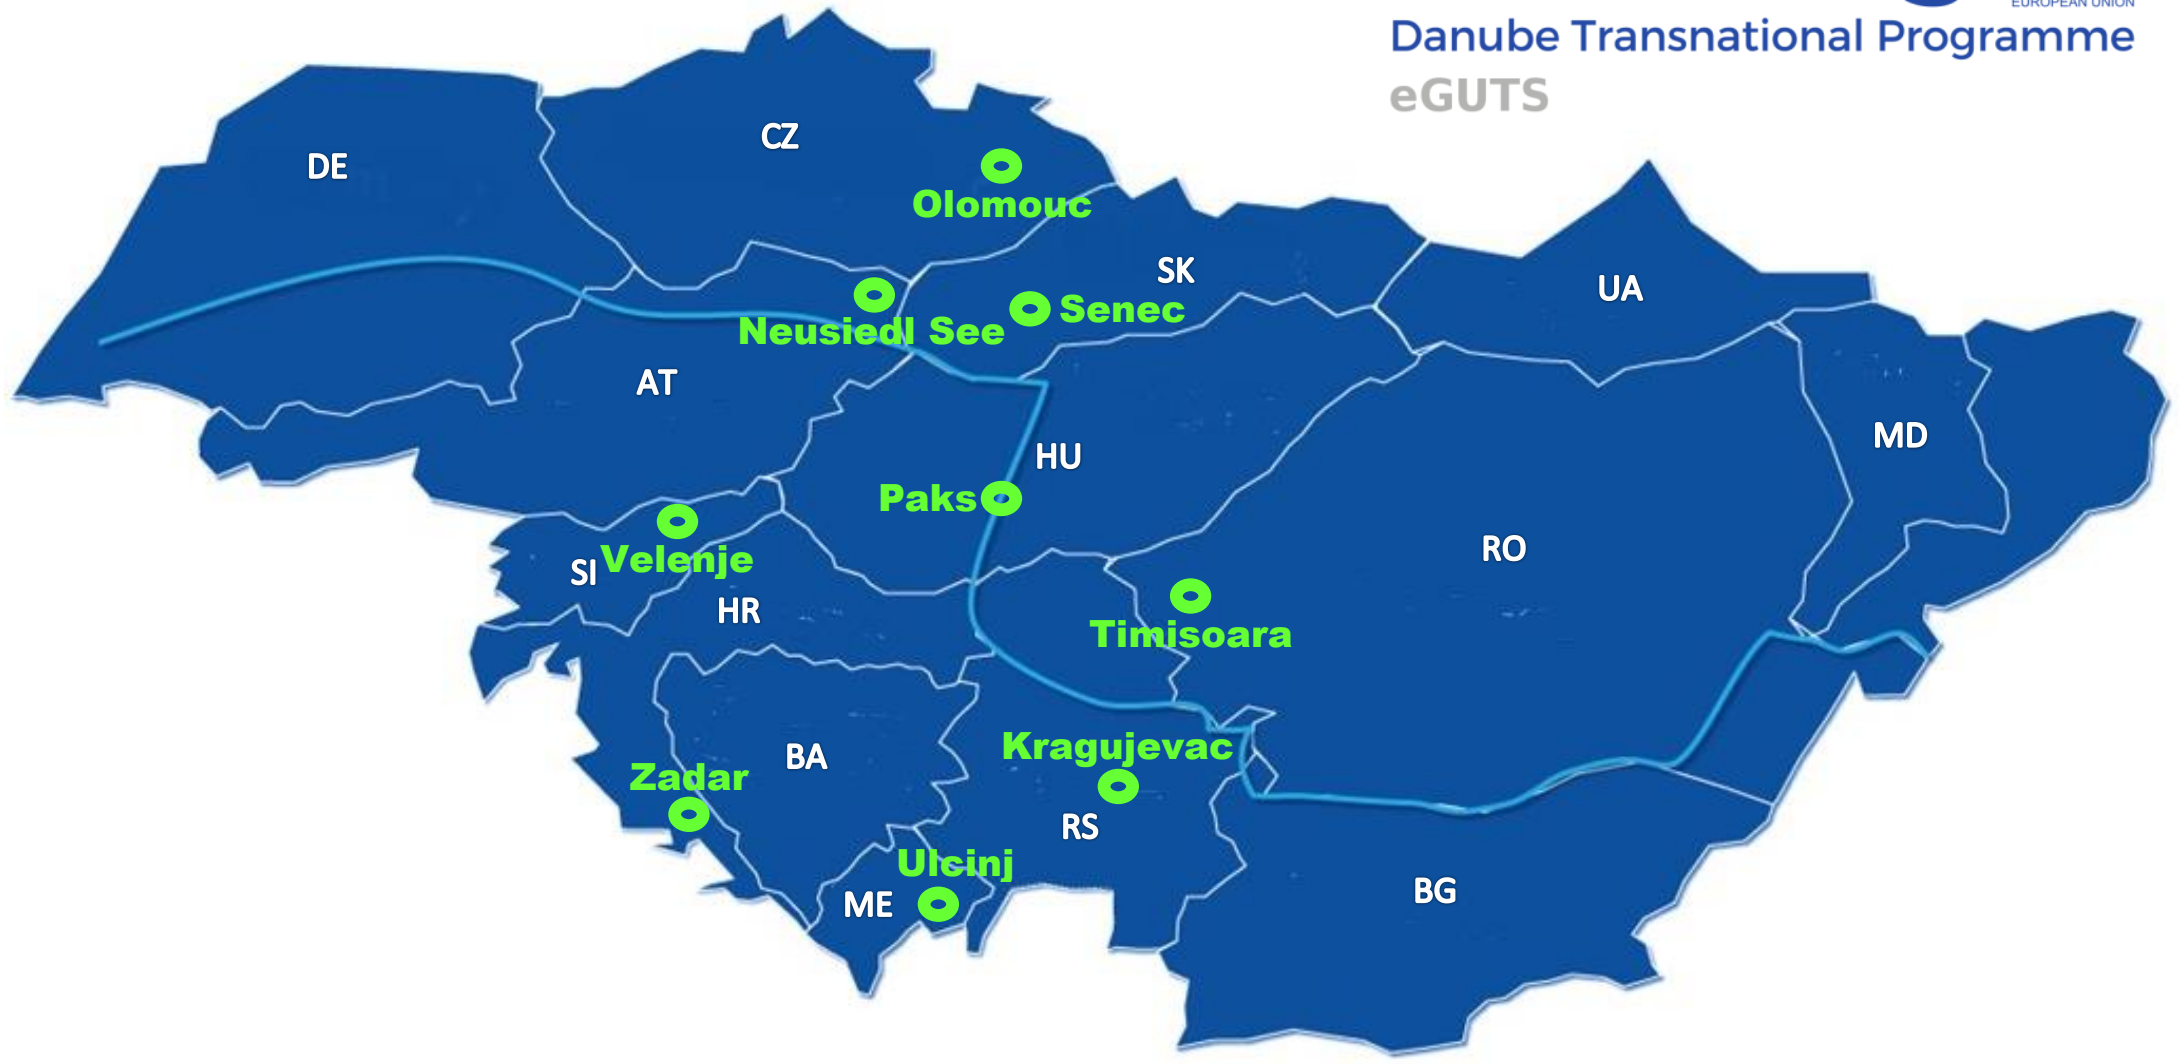 EUROPEAN UNION
Danube Transnational Programme
eGUTS
CZ
DE
Olomouc
SK
UA
Senec
Neusiedl See
AT
MD
HU
Paks
RO
Velenje
SI
HR
Timisoara
Kragujevac
BA
Zadar
RS
Ulcinj
ME
BG